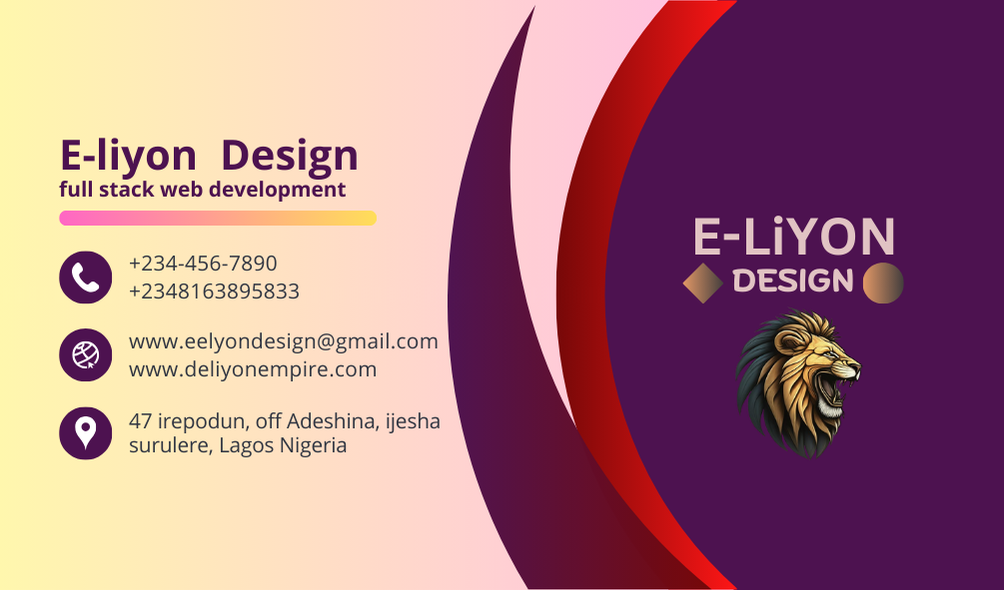 E-liyon Design
full stack web development
+234-456-7890
+2348163895833
www.eelyondesign@gmail.com
www.deliyonempire.com
47 irepodun, off Adeshina, ijesha
surulere, Lagos Nigeria
E-LiYON
DESIGN